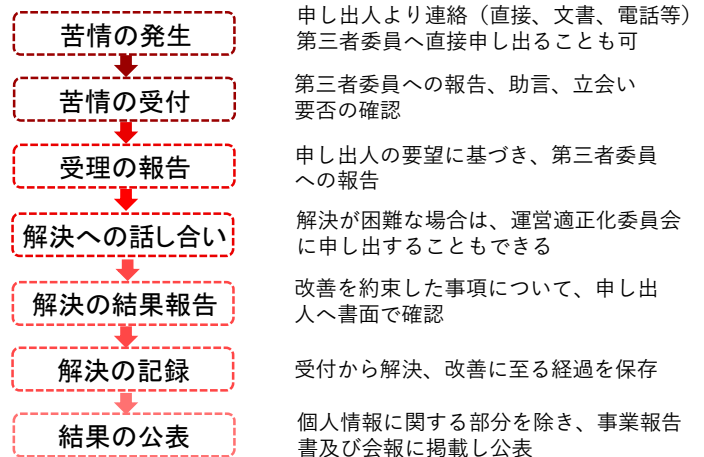 苦情の発生
申し出人より連絡（直接、文書、電話等）
第三者委員へ直接申し出ることも可
苦情の受付
第三者委員への報告、助言、立会い
要否の確認
受理の報告
申し出人の要望に基づき、第三者委員
への報告
解決への話し合い
解決が困難な場合は、運営適正化委員会
に申し出することもできる
解決の結果報告
改善を約束した事項について、申し出
人へ書面で確認
解決の記録
受付から解決、改善に至る経過を保存
結果の公表
個人情報に関する部分を除き、事業報告
書及び会報に掲載し公表